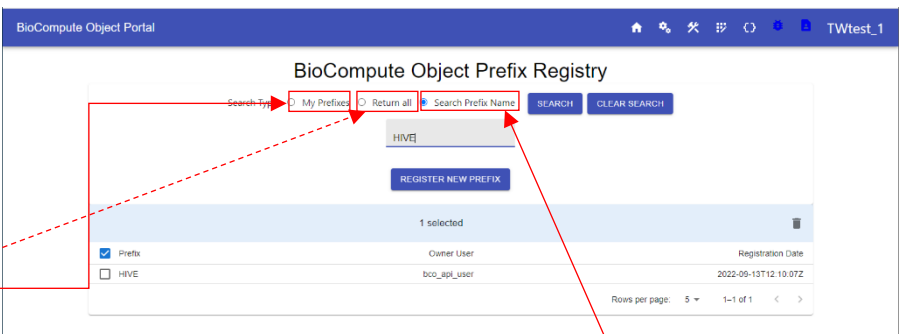 BioCompute Object Portal TWtest_1
BioCompute Object Prefix Registry
Search Type My Prefixes Return all Search Prefix Name SEARCH CLEAR SEARCH
HIVE
REGISTER NEW PREFIX
1 selected
Prefix Owner User Registration Date
HIVE bco_api_user 2022-09-13T12:10:07Z
Rows per page: 5 1–1 of 1